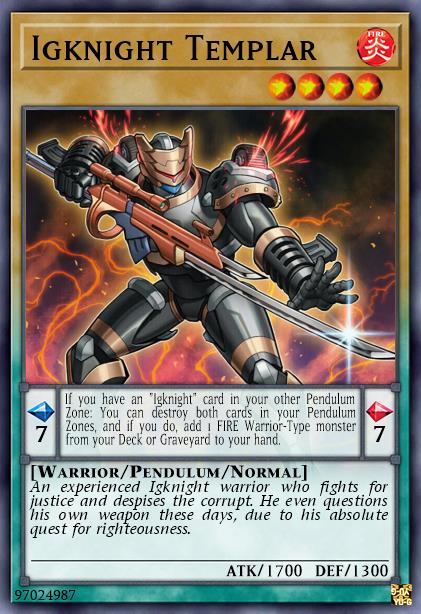 Igknight Templar
FIRE
炎
If you have an "Igknight" card in your other Pendulum
Zone: You can destroy both cards in your Pendulum
Zones, and if you do, add 1 FIRE Warrior-Type monster
from your Deck or Graveyard to your hand.
7
7
[Warrior/Pendulum/Normal]
An experienced Igknight warrior who fights for
justice and despises the corrupt. He even questions
his own weapon these days, due to his absolute
quest for righteousness.
ATK/1700 DEF/1300
97024987